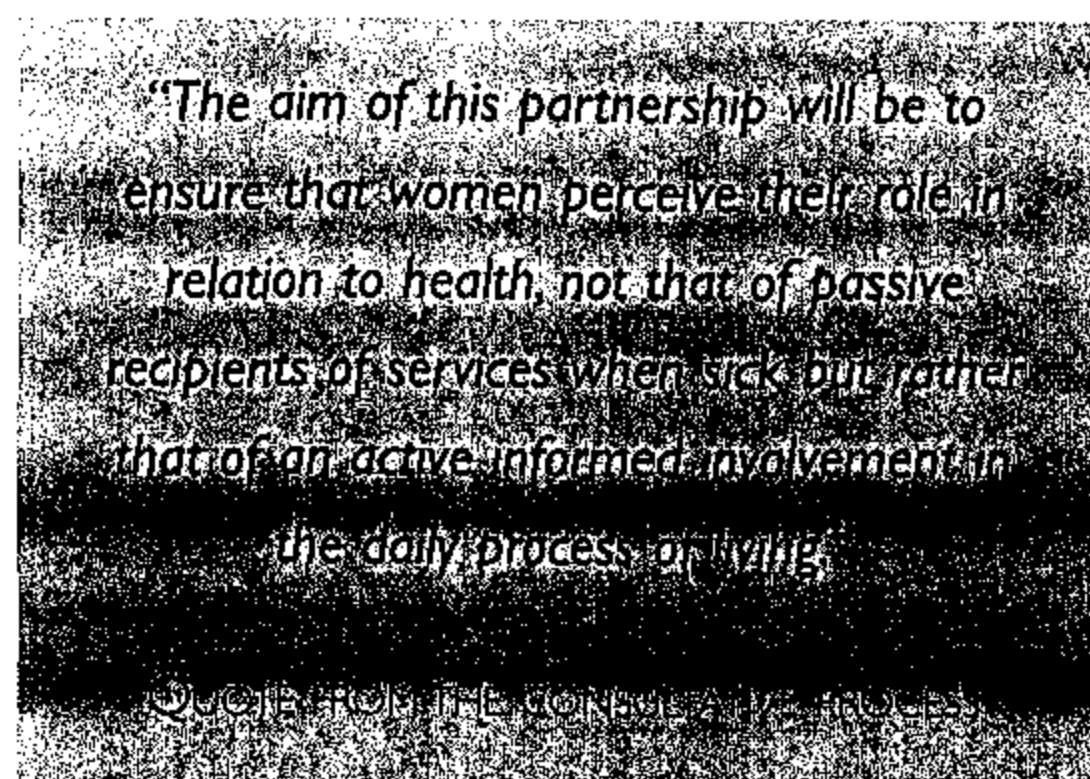 “The aim of this partnership will be to
ensure that women perceive their role in
relation to health, not that of passive
recipients of services when sick but rather
that of an active informed involvement in
the daily process of living.”
QUOTE FROM THE CONSULTATIVE PROCESS